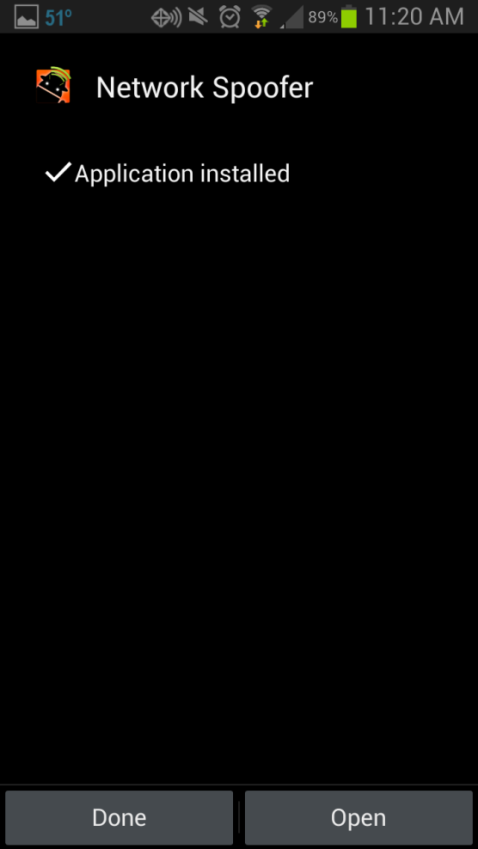 51° 89% 11:20 AM
Network Spoofer
Application installed
Done Open